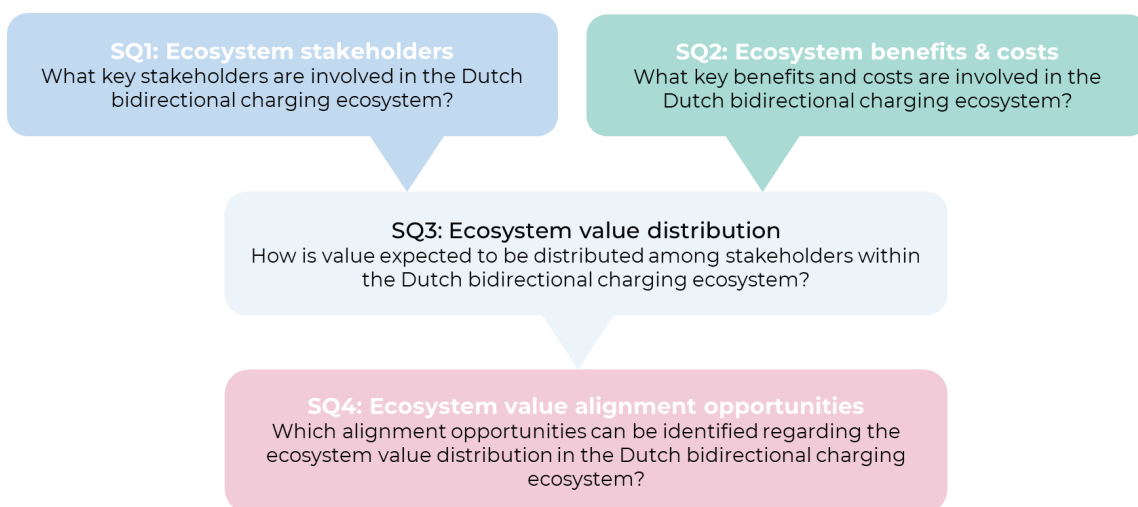 SQ1: Ecosystem stakeholders
What key stakeholders are involved in the Dutch
bidirectional charging ecosystem?
SQ2: Ecosystem benefits & costs
What key benefits and costs are involved in the
Dutch bidirectional charging ecosystem?
SQ3: Ecosystem value distribution
How is value expected to be distributed among stakeholders within
the Dutch bidirectional charging ecosystem?
SQ4: Ecosystem value alignment opportunities
Which alignment opportunities can be identified regarding the
ecosystem value distribution in the Dutch bidirectional charging
ecosystem?